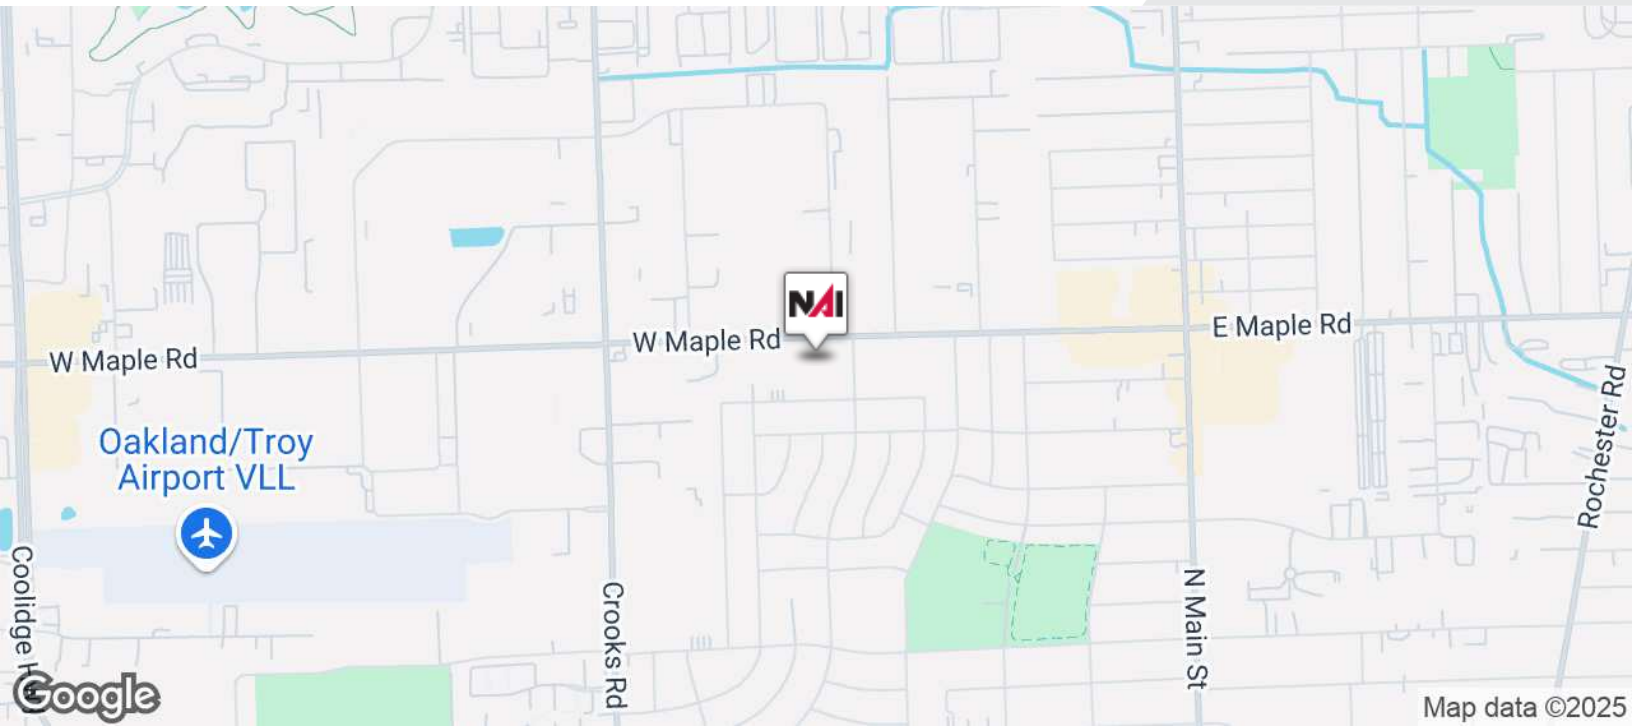 NAI
W Maple Rd
E Maple Rd
W Maple Rd
Oakland/Troy
Airport VLL
Rochester Rd
Coolidge H
Crooks Rd
N Main St
Google
Map data ©2025